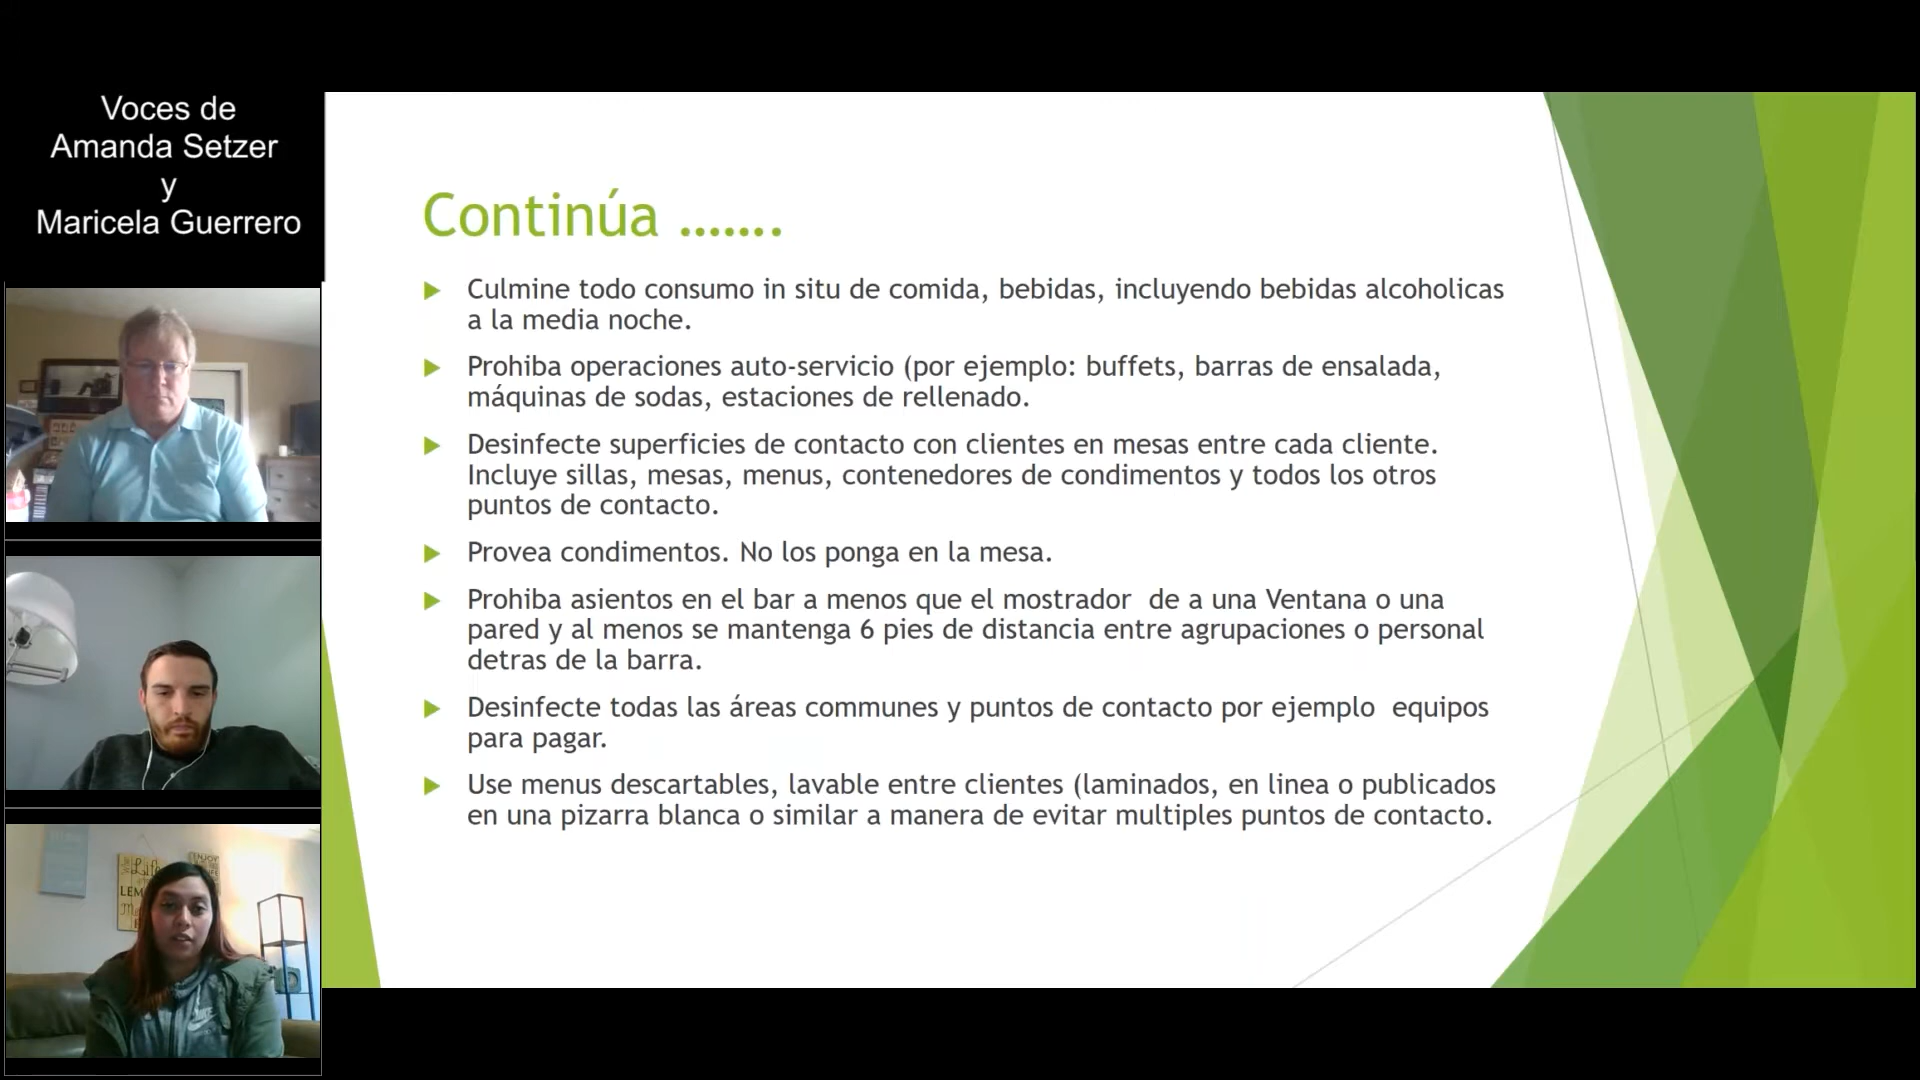 Voces de
Amanda Setzer
y
Maricela Guerrero
Continúa .......
Culmine todo consumo in situ de comida, bebidas, incluyendo bebidas alcoholicas
a la media noche.
Prohiba operaciones auto-servicio (por ejemplo: buffets, barras de ensalada,
máquinas de sodas, estaciones de rellenado.
Desinfecte superficies de contacto con clientes en mesas entre cada cliente.
Incluye sillas, mesas, menus, contenedores de condimentos y todos los otros
puntos de contacto.
Provea condimentos. No los ponga en la mesa.
Prohiba asientos en el bar a menos que el mostrador  de a una Ventana o una
pared y al menos se mantenga 6 pies de distancia entre agrupaciones o personal
detras de la barra.
Desinfecte todas las áreas communes y puntos de contacto por ejemplo  equipos
para pagar.
Use menus descartables, lavable entre clientes (laminados, en linea o publicados
en una pizarra blanca o similar a manera de evitar multiples puntos de contacto.
Life
ENJOY
LEM
NIKE